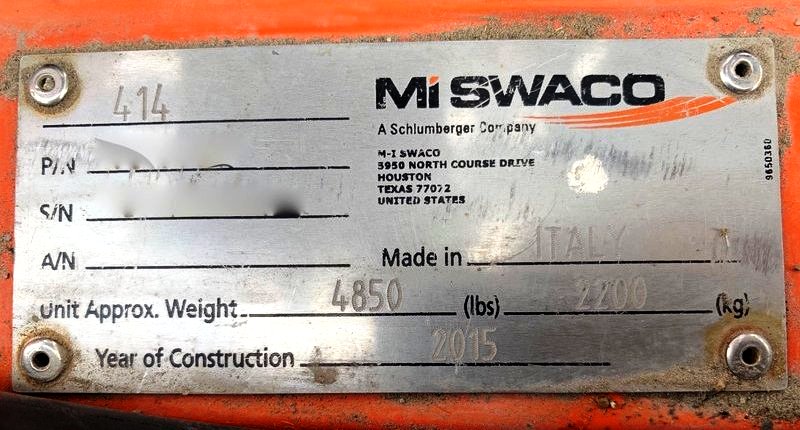 414
Mi SWACO
A Schlumberger Company
M-I SWACO
5950 NORTH COURSE DRIVE
HOUSTON
TEXAS 77072
UNITED STATES
9650360
P/N
S/N
A/N
Made in ITALY
Unit Approx. Weight 4850 (lbs) 2200 (kg)
Year of Construction 2015